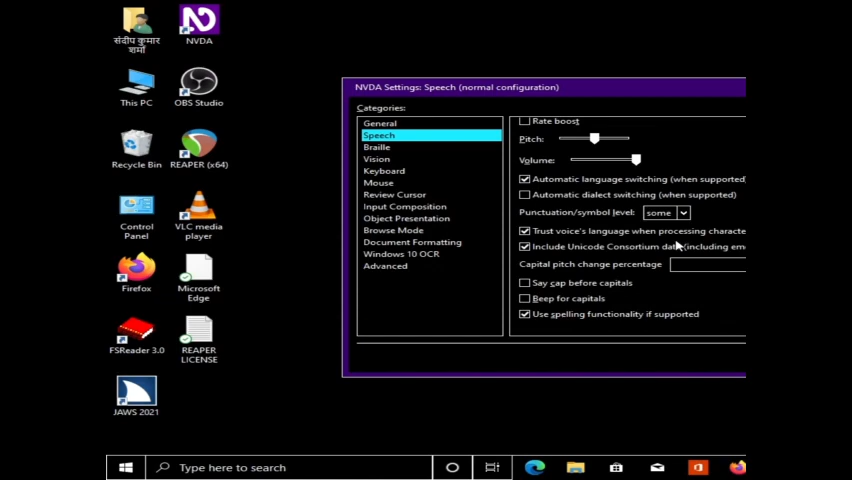 संदीप कुमार
शर्मा
NVDA
This PC
OBS Studio
Recycle Bin
REAPER (x64)
Control
Panel
VLC media
player
Firefox
Microsoft
Edge
FSReader 3.0
REAPER
LICENSE
JAWS 2021
NVDA Settings: Speech (normal configuration)
Categories:
General
Speech
Braille
Vision
Keyboard
Mouse
Review Cursor
Input Composition
Object Presentation
Browse Mode
Document Formatting
Windows 10 OCR
Advanced
Rate boost
Pitch:
Volume:
Automatic language switching (when supported)
Automatic dialect switching (when supported)
Punctuation/symbol level:
some
Trust voice's language when processing
Include Unicode Consortium (including
Capital pitch change percentage
Say cap before capitals
Beep for capitals
Use spelling functionality if supported
Type here to search